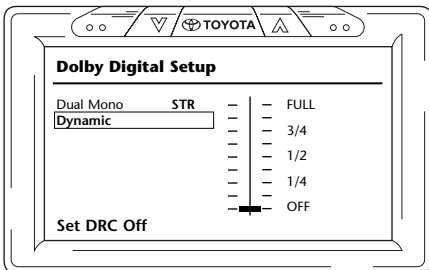 TOYOTA
Dolby Digital Setup
Dual Mono STR
Dynamic
FULL
3/4
1/2
1/4
OFF
Set DRC Off